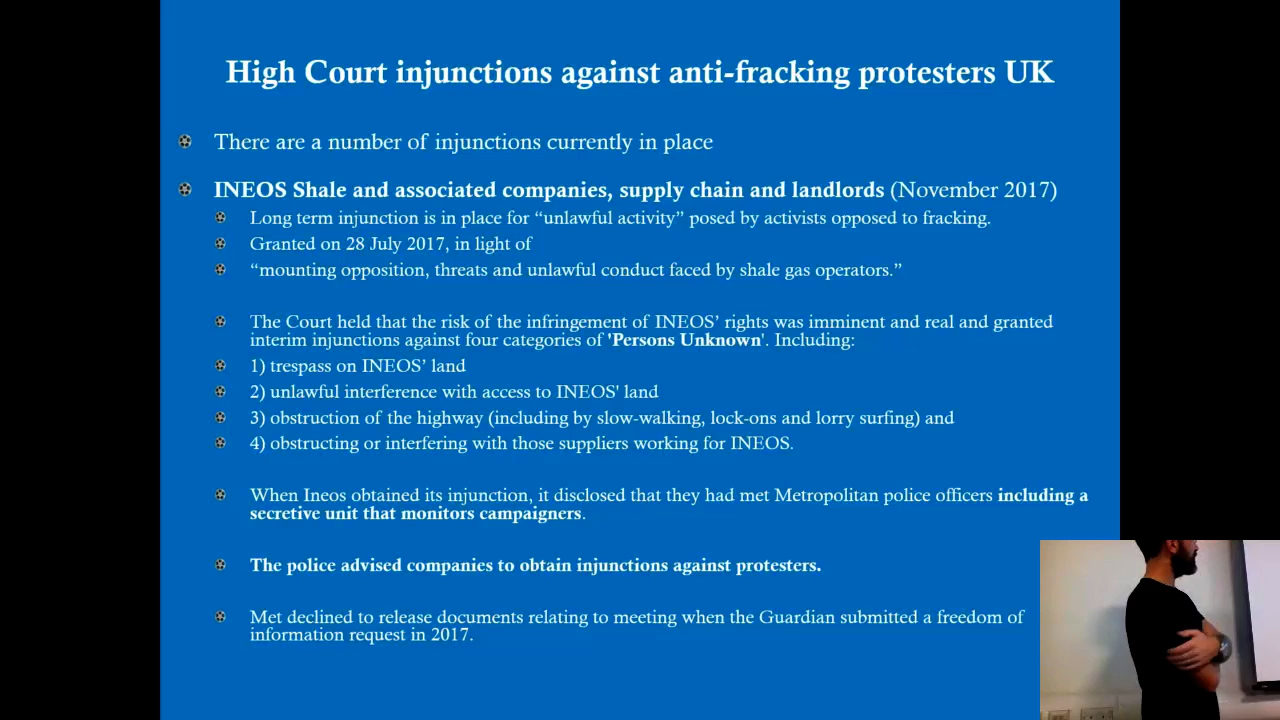 High Court injunctions against anti-fracking protesters UK
There are a number of injunctions currently in place
INEOS Shale and associated companies, supply chain and landlords (November 2017)
Long term injunction is in place for “unlawful activity” posed by activists opposed to fracking.
Granted on 28 July 2017, in light of
“mounting opposition, threats and unlawful conduct faced by shale gas operators.”
The Court held that the risk of the infringement of INEOS’ rights was imminent and real and granted
interim injunctions against four categories of 'Persons Unknown'. Including:
1) trespass on INEOS’ land
2) unlawful interference with access to INEOS' land
3) obstruction of the highway (including by slow-walking, lock-ons and lorry surfing) and
4) obstructing or interfering with those suppliers working for INEOS.
When Ineos obtained its injunction, it disclosed that they had met Metropolitan police officers including a
secretive unit that monitors campaigners.
The police advised companies to obtain injunctions against protesters.
Met declined to release documents relating to meeting when the Guardian submitted a freedom of
information request in 2017.